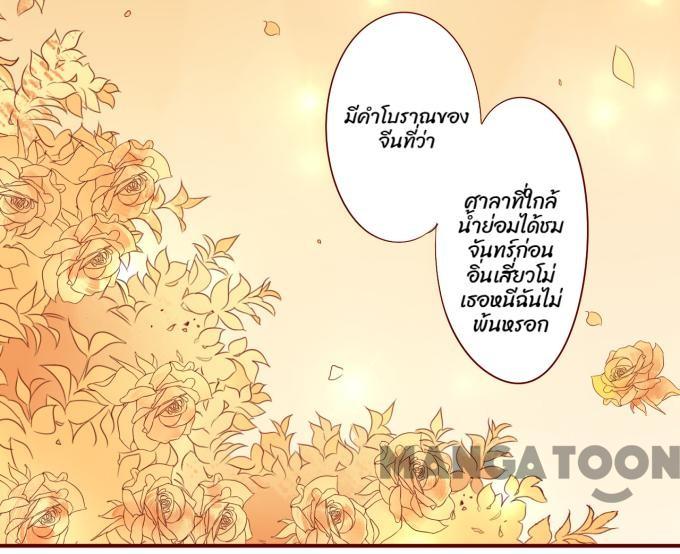 มีคำโบราณของ
จีนที่ว่า
ศาลาที่ใกล้
น้ำย่อมได้ชม
จันทร์ก่อน
อิ่นเสี่ยวโม่
เธอหนีฉันไม่
พ้นหรอก
MANGATOON